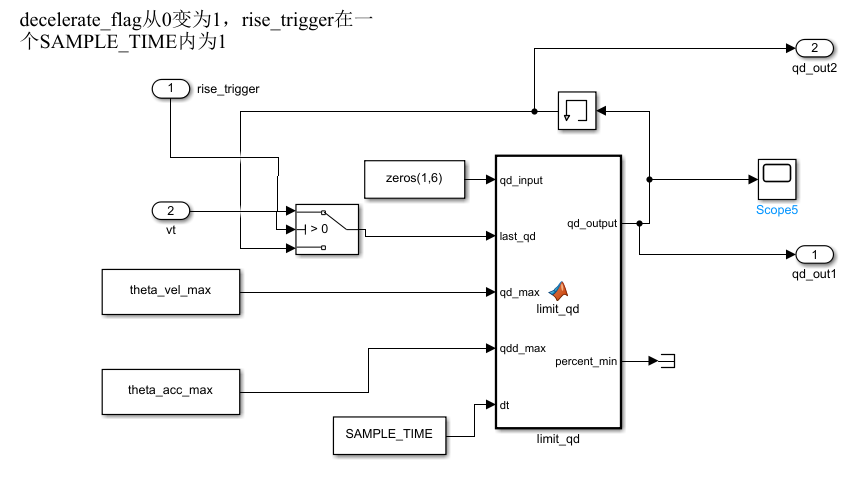 decelerate_flag从0变为1，rise_trigger在一
个SAMPLE_TIME内为1
2
qd_out2
1
rise_trigger
zeros(1,6)
qd_input
Scope5
2
vt
> 0
last_qd
qd_output
1
qd_out1
theta_vel_max
qd_max
limit_qd
qdd_max
percent_min
theta_acc_max
dt
SAMPLE_TIME
limit_qd